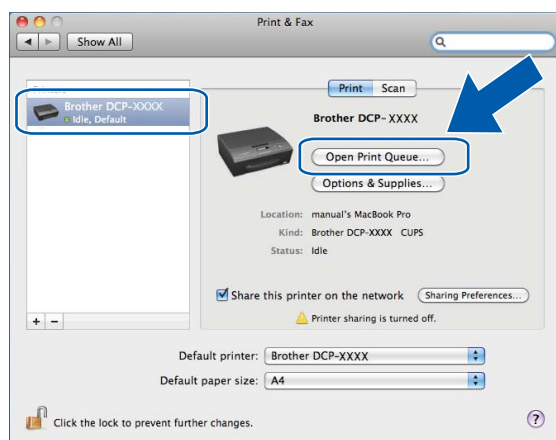 Print & Fax
Show All
Print Scan
Brother DCP-XXXX
Idle, Default
Brother DCP- XXXX
Open Print Queue...
Options & Supplies...
Location: manual's MacBook Pro
Kind: Brother DCP-XXXX CUPS
Status: Idle
Share this printer on the network Sharing Preferences...
+ −
Printer sharing is turned off.
Default printer: Brother DCP-XXXX
Default paper size: A4
Click the lock to prevent further changes.
?